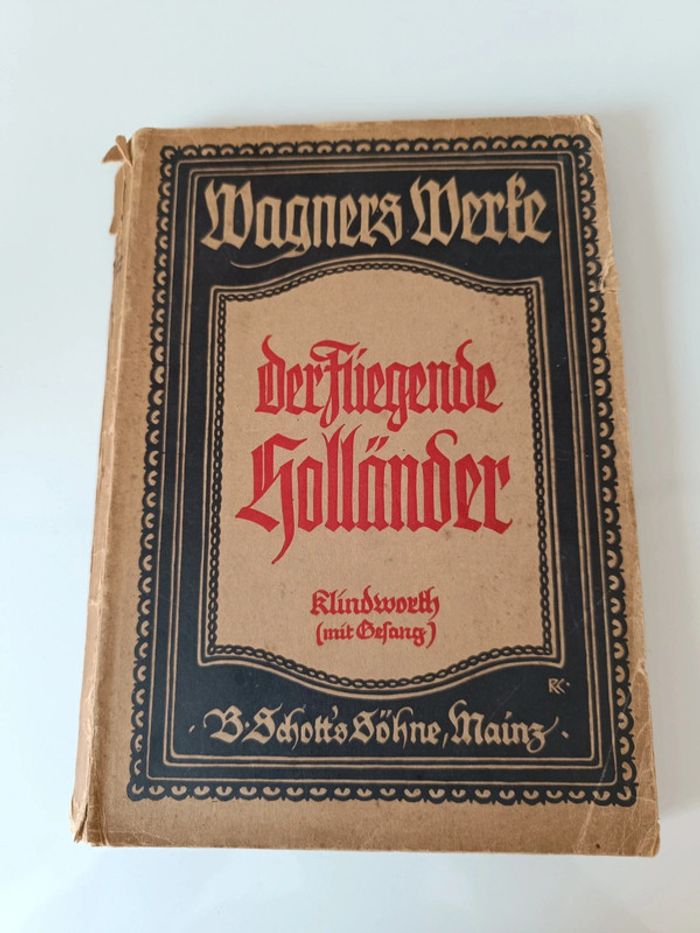 Wagners Werke
Der Fliegende
Holländer
Klindworth
(mit Gesang)
RK.
· B. Schott's Söhne, Mainz ·